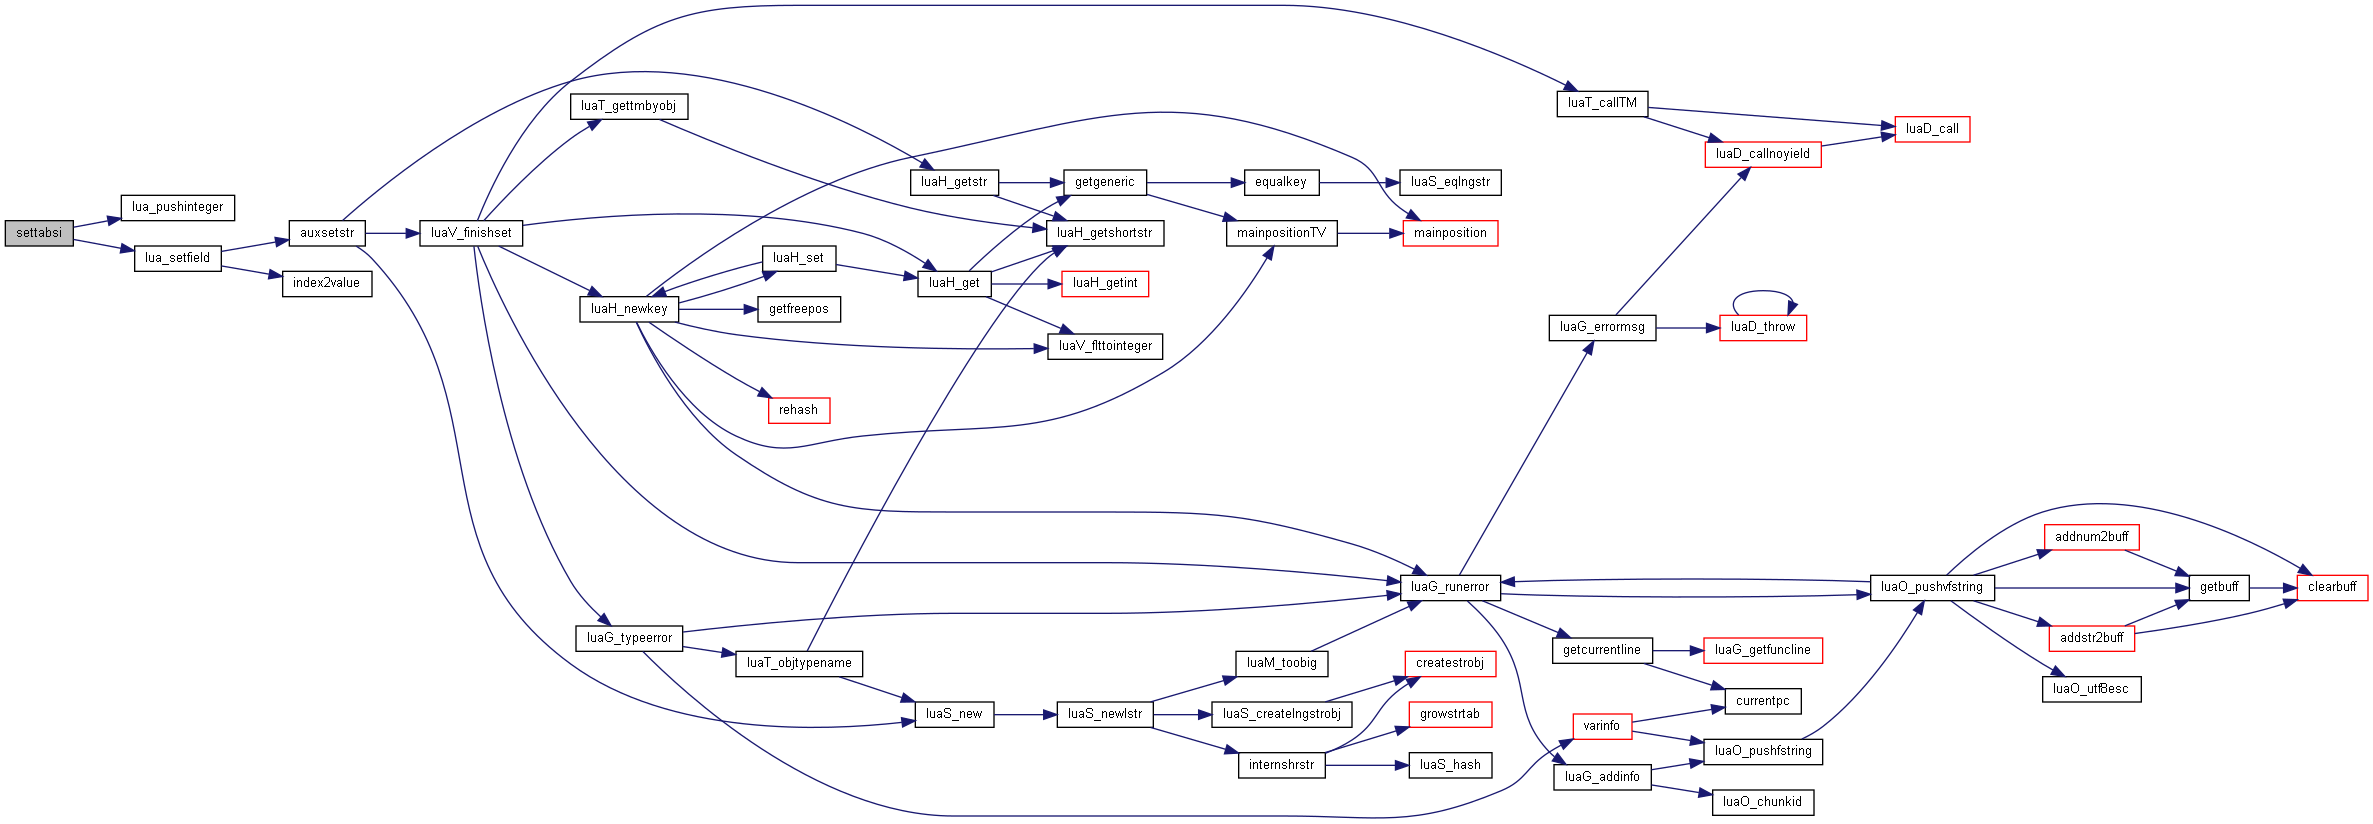 settabsi
lua_pushinteger
lua_setfield
auxsetstr
index2value
luaV_finishset
luaT_gettmbyobj
luaH_newkey
luaH_set
getfreepos
rehash
luaG_typeerror
luaT_objtypename
luaH_getstr
luaH_get
luaS_new
getgeneric
luaH_getshortstr
luaH_getint
luaV_flttointeger
luaS_newlstr
equalkey
mainpositionTV
luaM_toobig
luaS_createlngstrobj
internshrstr
luaS_eqlngstr
mainposition
luaG_runerror
createstrobj
growstrtab
luaS_hash
luaT_callTM
luaG_errormsg
getcurrentline
varinfo
luaG_addinfo
luaD_callnoyield
luaD_throw
luaG_getfuncline
currentpc
luaO_pushfstring
luaO_chunkid
luaD_call
luaO_pushvfstring
addnum2buff
addstr2buff
luaO_utf8esc
getbuff
clearbuff